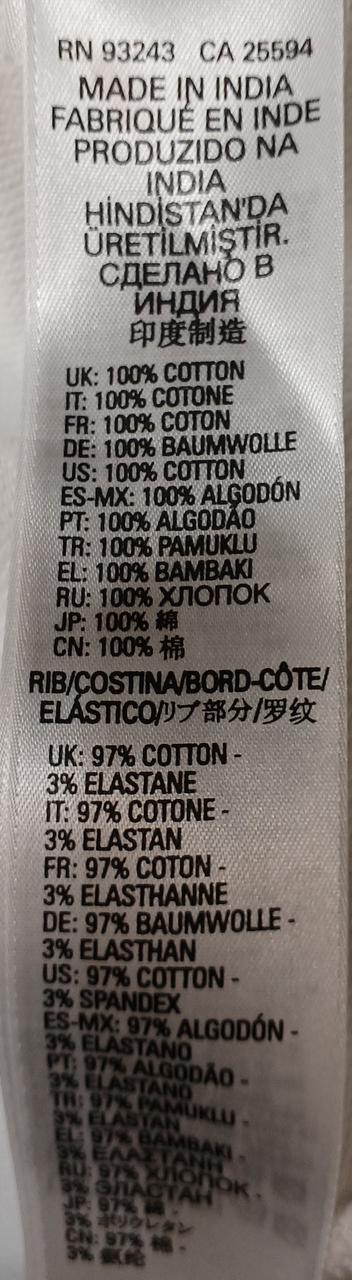 RN 93243 CA 25594
MADE IN INDIA
FABRIQUÉ EN INDE
PRODUZIDO NA
INDIA
HİNDİSTAN'DA
ÜRETİLMİŞTİR.
СДЕЛАНО В
ИНДИЯ
印度制造
UK: 100% COTTON
IT: 100% COTONE
FR: 100% COTON
DE: 100% BAUMWOLLE
US: 100% COTTON
ES-MX: 100% ALGODÓN
PT: 100% ALGODÃO
TR: 100% PAMUKLU
EL: 100% BAMBAKI
RU: 100% ХЛОПОК
JP: 100% 綿
CN: 100% 棉
RIB/COSTINA/BORD-CÔTE/
ELÁSTICO/リブ部分/罗纹
UK: 97% COTTON -
3% ELASTANE
IT: 97% COTONE -
3% ELASTAN
FR: 97% COTON -
3% ELASTHANNE
DE: 97% BAUMWOLLE -
3% ELASTHAN
US: 97% COTTON -
3% SPANDEX
ES-MX: 97% ALGODÓN -
3% ELASTANO
PT: 97% ALGODÃO -
3% ELASTANO
TR: 97% PAMUKLU -
3% ELASTAN
EL: 97% BAMBAKI -
3% ΕΛΑΣΤΑΝΗ
RU: 97% ХЛОПОК -
3% ЭЛАСТАН
JP: 97% 綿 -
3% ポリウレタン
CN: 97% 棉 -
3% 氨纶